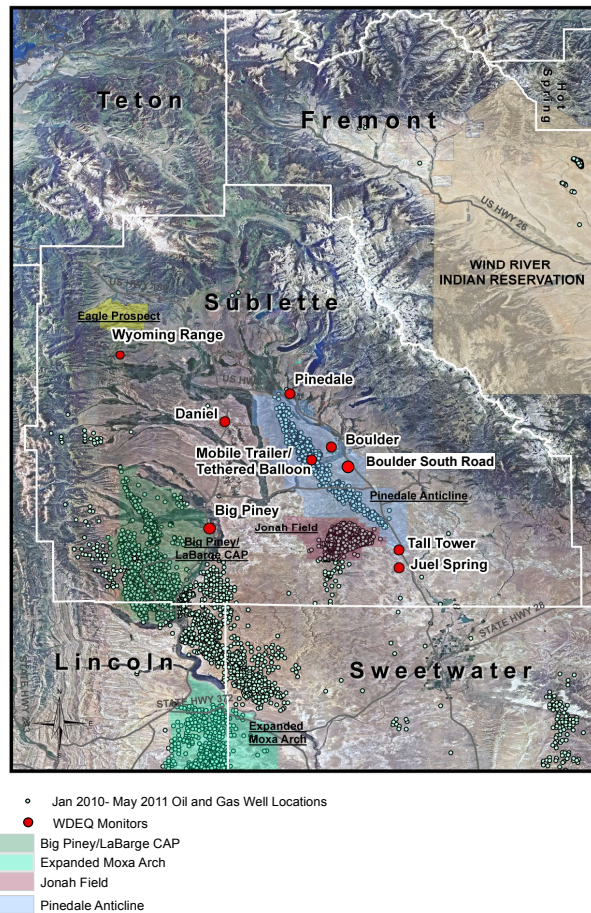 Teton
Fremont
Hot
Spring
US HWY 26
WIND RIVER
INDIAN RESERVATION
Sublette
Eagle Prospect
Wyoming Range
US HWY
Pinedale
Daniel
Boulder
Mobile Trailer/
Tethered Balloon
Boulder South Road
Pinedale Anticline
Big Piney
Jonah Field
Big Piney/
LaBarge CAP
Tall Tower
Juel Spring
STATE HWY 28
Lincoln
Sweetwater
STATE HWY 372
Expanded
Moxa Arch
N
E
Jan 2010- May 2011 Oil and Gas Well Locations
WDEQ Monitors
Big Piney/LaBarge CAP
Expanded Moxa Arch
Jonah Field
Pinedale Anticline